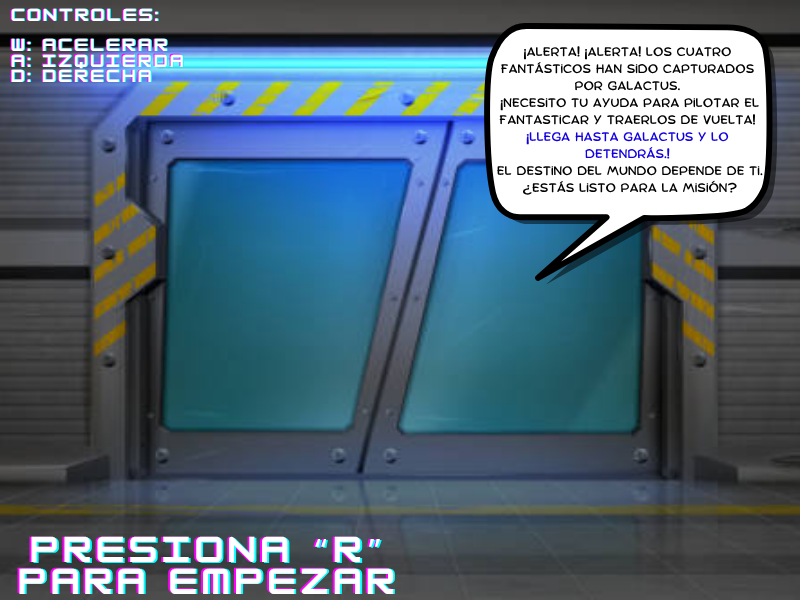 CONTROLES:
W: ACELERAR
A: IZQUIERDA
D: DERECHA
¡ALERTA! ¡ALERTA! LOS CUATRO
FANTÁSTICOS HAN SIDO CAPTURADOS
POR GALACTUS.
¡NECESITO TU AYUDA PARA PILOTAR EL
FANTASTICAR Y TRAERLOS DE VUELTA!
¡LLEGA HASTA GALACTUS Y LO
DETENDRÁS.!
EL DESTINO DEL MUNDO DEPENDE DE TI.
¿ESTÁS LISTO PARA LA MISIÓN?
PRESIONA “R”
PARA EMPEZAR